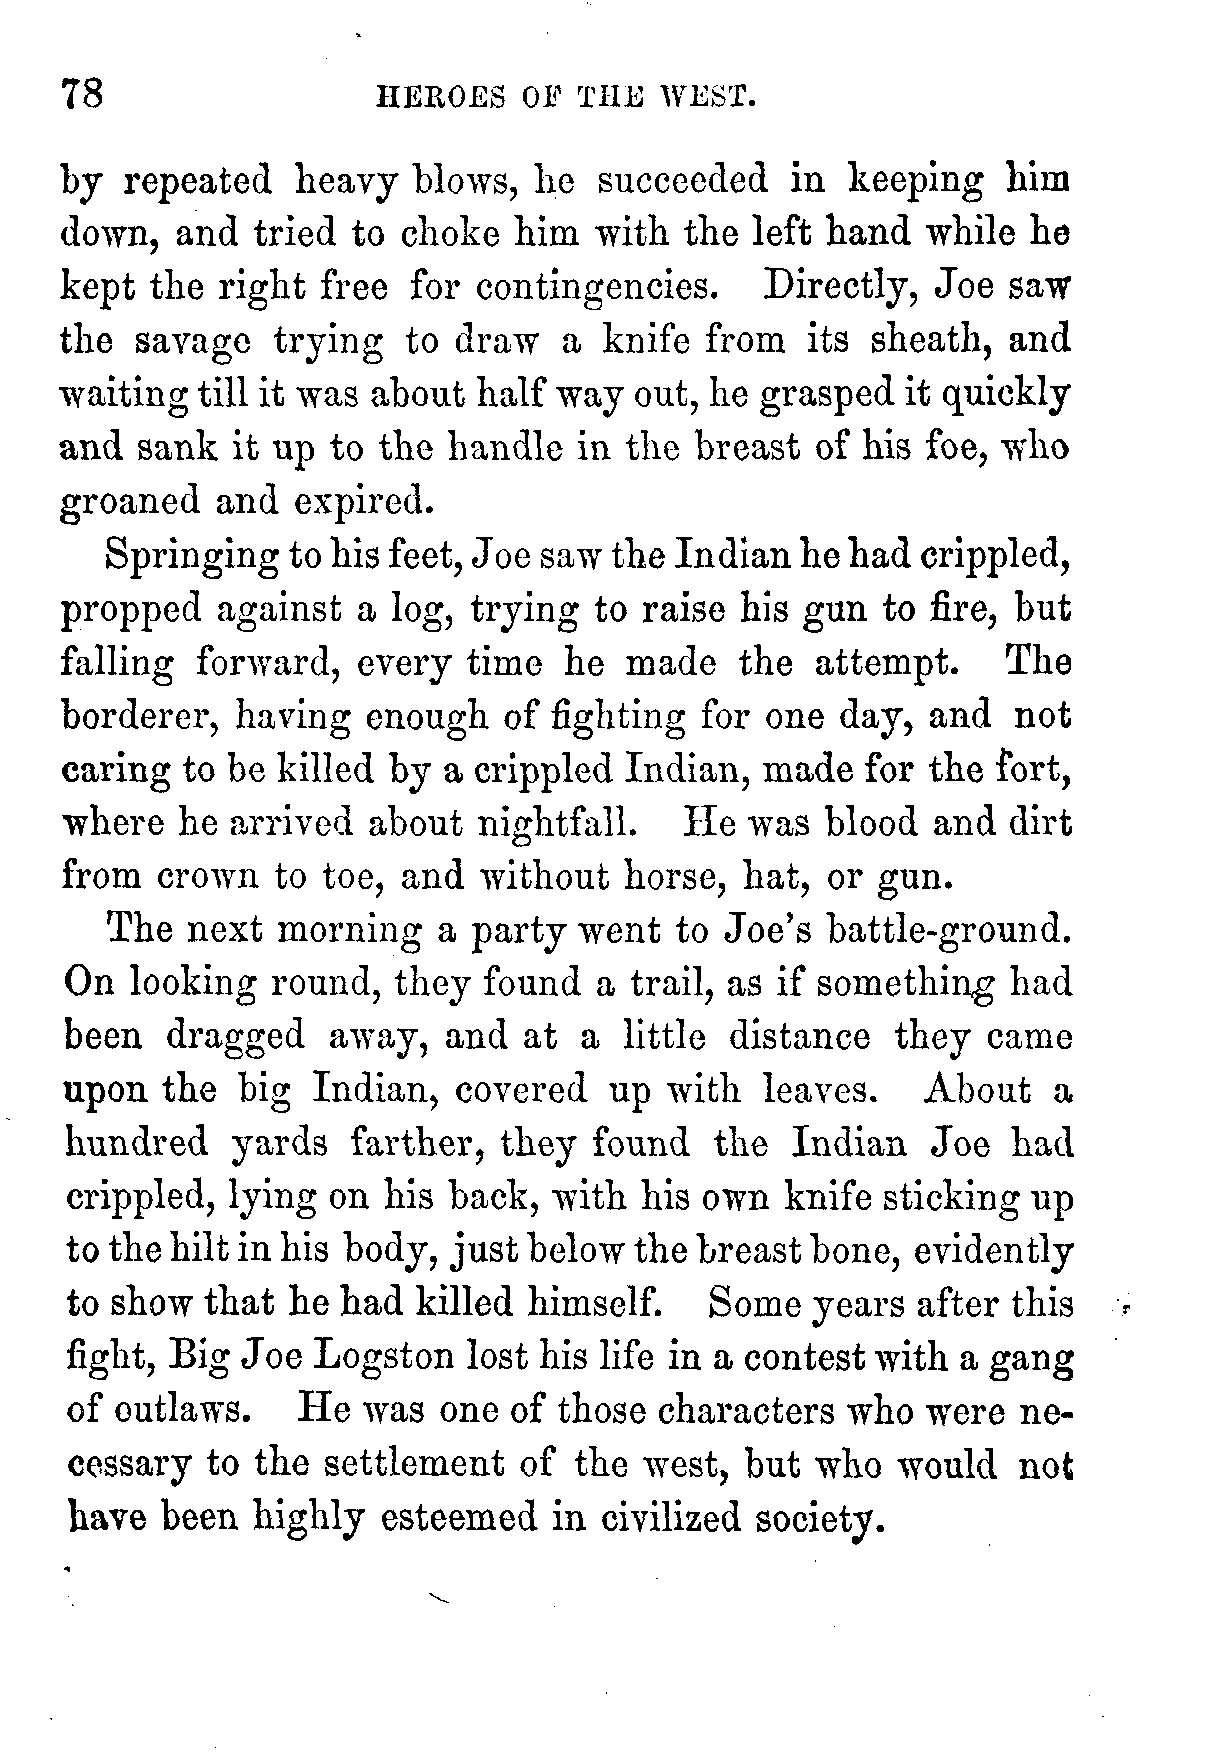 78 HEROES OF THE WEST.
by repeated heavy blows, he succeeded in keeping him
down, and tried to choke him with the left hand while he
kept the right free for contingencies. Directly, Joe saw
the savage trying to draw a knife from its sheath, and
waiting till it was about half way out, he grasped it quickly
and sank it up to the handle in the breast of his foe, who
groaned and expired.
Springing to his feet, Joe saw the Indian he had crippled,
propped against a log, trying to raise his gun to fire, but
falling forward, every time he made the attempt. The
borderer, having enough of fighting for one day, and not
caring to be killed by a crippled Indian, made for the fort,
where he arrived about nightfall. He was blood and dirt
from crown to toe, and without horse, hat, or gun.
The next morning a party went to Joe's battle-ground.
On looking round, they found a trail, as if something had
been dragged away, and at a little distance they came
upon the big Indian, covered up with leaves. About a
hundred yards farther, they found the Indian Joe had
crippled, lying on his back, with his own knife sticking up
to the hilt in his body, just below the breast bone, evidently
to show that he had killed himself. Some years after this
fight, Big Joe Logston lost his life in a contest with a gang
of outlaws. He was one of those characters who were ne-
cessary to the settlement of the west, but who would not
have been highly esteemed in civilized society.